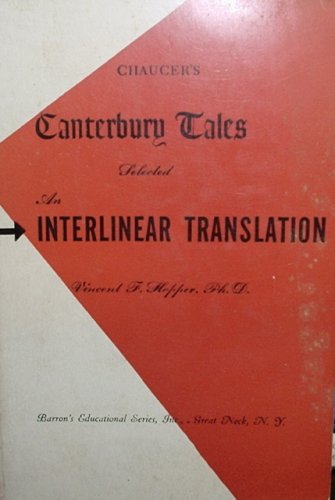 CHAUCER'S
Canterbury Tales
Selected
An
INTERLINEAR TRANSLATION
Vincent F. Hopper, Ph.D.
Barron's Educational Series, Inc., Great Neck, N. Y.